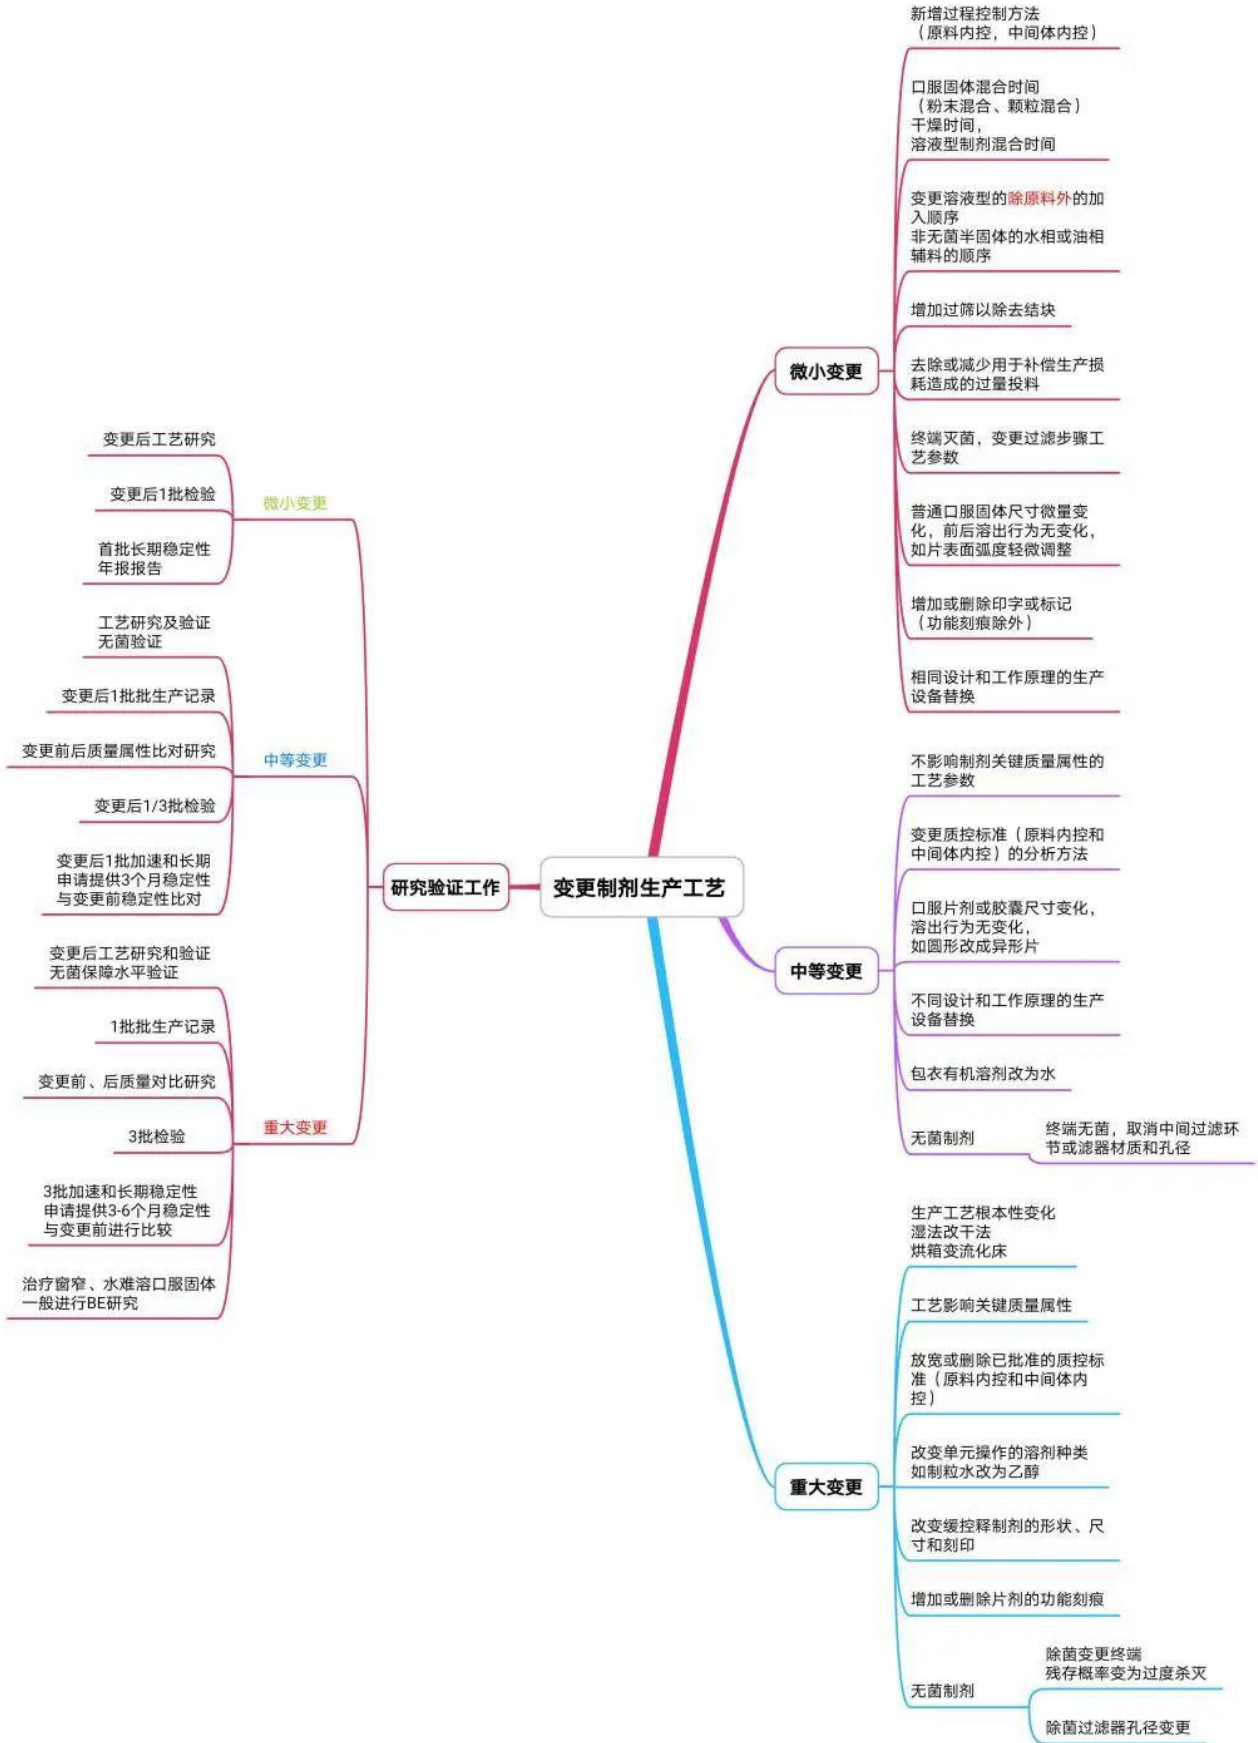 变更制剂生产工艺
微小变更
新增过程控制方法
（原料内控，中间体内控）
口服固体混合时间
（粉末混合、颗粒混合）
干燥时间，
溶液型制剂混合时间
变更溶液型的除原料外的加
入顺序
非无菌半固体的水相或油相
辅料的顺序
增加过筛以除去结块
去除或减少用于补偿生产损
耗造成的过量投料
终端灭菌，变更过滤步骤工
艺参数
普通口服固体尺寸微量变
化，前后溶出行为无变化，
如片表面弧度轻微调整
增加或删除印字或标记
（功能刻痕除外）
相同设计和工作原理的生产
设备替换
中等变更
不影响制剂关键质量属性的
工艺参数
变更质控标准（原料内控和
中间体内控）的分析方法
口服片剂或胶囊尺寸变化，
溶出行为无变化，
如圆形改成异形片
不同设计和工作原理的生产
设备替换
包衣有机溶剂改为水
无菌制剂
终端无菌，取消中间过滤环
节或滤器材质和孔径
重大变更
生产工艺根本性变化
湿法改干法
烘箱变流化床
工艺影响关键质量属性
放宽或删除已批准的质控标
准（原料内控和中间体内
控）
改变单元操作的溶剂种类
如制粒水改为乙醇
改变缓控释制剂的形状、尺
寸和刻印
增加或删除片剂的功能刻痕
无菌制剂
除菌变更终端
残存概率变为过度杀灭
除菌过滤器孔径变更
研究验证工作
微小变更
变更后工艺研究
变更后1批检验
首批长期稳定性
年报报告
中等变更
工艺研究及验证
无菌验证
变更后1批批生产记录
变更前后质量属性比对研究
变更后1/3批检验
变更后1批加速和长期
申请提供3个月稳定性
与变更前稳定性比对
重大变更
变更后工艺研究和验证
无菌保障水平验证
1批批生产记录
变更前、后质量对比研究
3批检验
3批加速和长期稳定性
申请提供3-6个月稳定性
与变更前进行比较
治疗窗窄、水难溶口服固体
一般进行BE研究